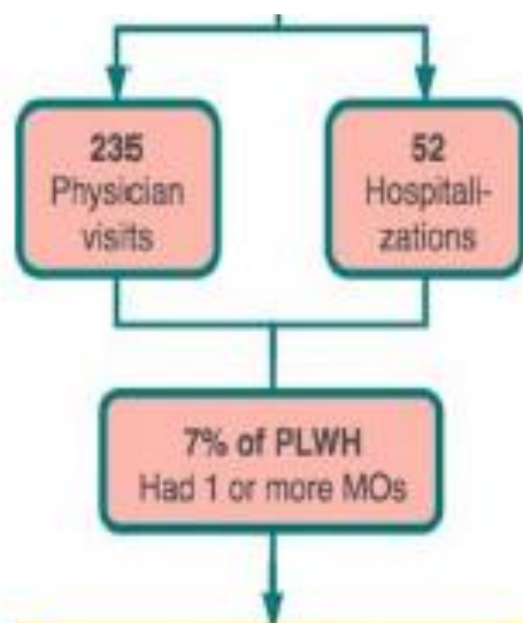 235
Physician
visits
52
Hospitali-
zations
7% of PLWH
Had 1 or more MOs